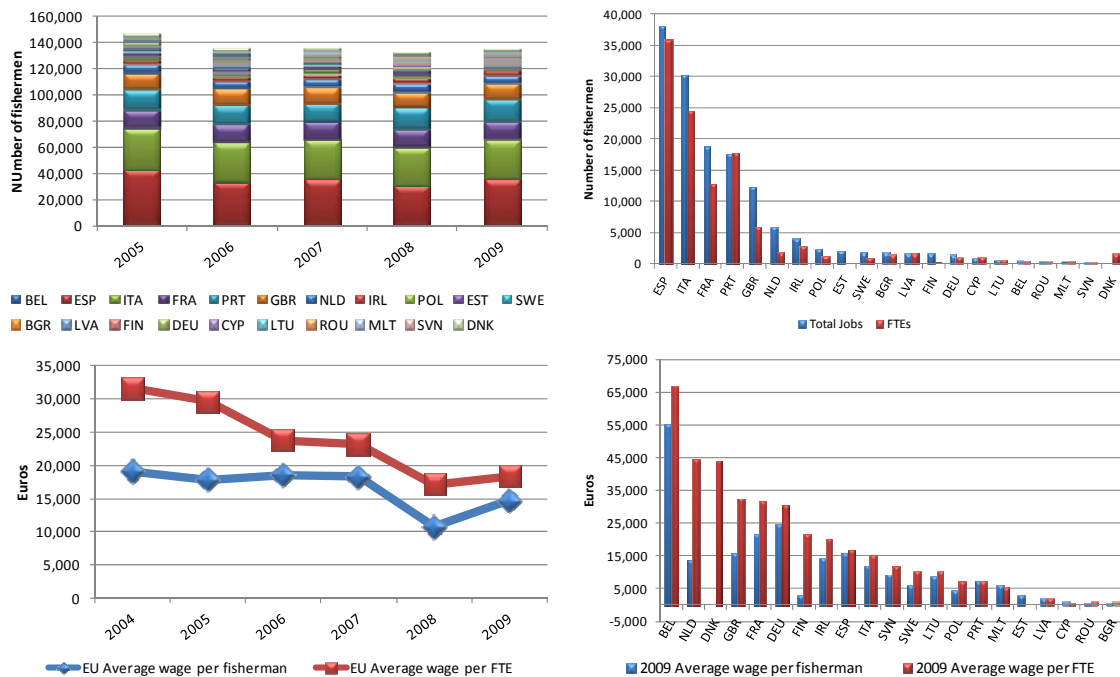 160,000
140,000
120,000
100,000
80,000
60,000
40,000
20,000
0
NUmber of fishermen
2005 2006 2007 2008 2009
BEL ESP ITA FRA PRT GBR NLD IRL POL EST SWE
BGR LVA FIN DEU CYP LTU ROU MLT SVN DNK
40,000
35,000
30,000
25,000
20,000
15,000
10,000
5,000
0
Number of fishermen
ESP ITA FRA PRT GBR NLD IRL POL EST SWE BGR LVA FIN DEU CYP LTU BEL ROU MLT SVN DNK
Total Jobs FTEs
35,000
30,000
25,000
20,000
15,000
10,000
5,000
0
Euros
2004 2005 2006 2007 2008 2009
EU Average wage per fisherman EU Average wage per FTE
75,000
65,000
55,000
45,000
35,000
25,000
15,000
5,000
-5,000
Euros
BEL NLD DNK GBR FRA DEU FIN IRL ESP ITA SVN SWE LTU POL PRT MLT EST LVA CYP ROU BGR
2009 Average wage per fisherman 2009 Average wage per FTE